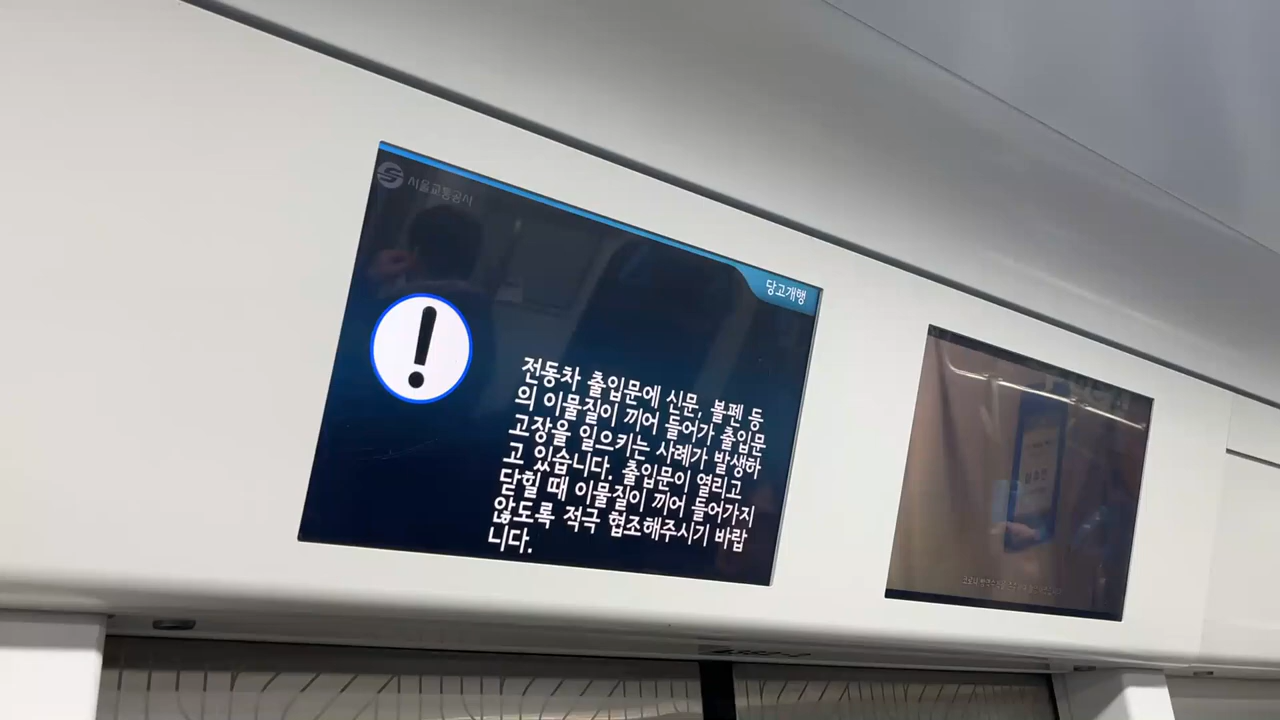 서울교통공사
당고개행
전동차 출입문에 신문, 볼펜 등
의 이물질이 끼어 들어가 출입문
고장을 일으키는 사례가 발생하
고 있습니다. 출입문이 열리고
닫힐 때 이물질이 끼어 들어가지
않도록 적극 협조해주시기 바랍
니다.